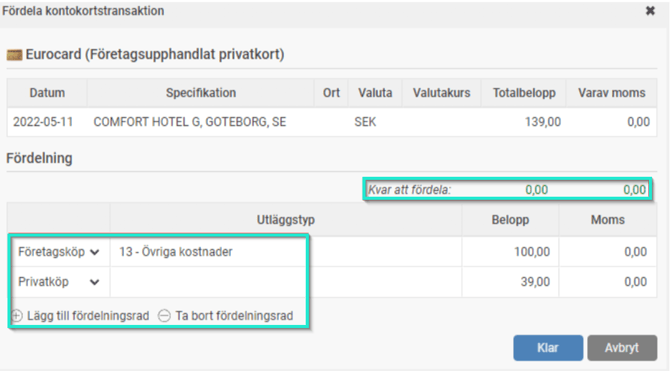 Fördela kontokortstransaktion
Eurocard (Företagsupphandlat privatkort)
Datum Specifikation Ort Valuta Valutakurs Totalbelopp Varav moms
2022-05-11 COMFORT HOTEL G, GOTEBORG, SE SEK 139,00 0,00
Fördelning
Kvar att fördela: 0,00 0,00
Utläggstyp Belopp Moms
Företagsköp 13 - Övriga kostnader 100,00 0,00
Privatköp 39,00 0,00
Lägg till fördelningsrad Ta bort fördelningsrad
Klar Avbryt